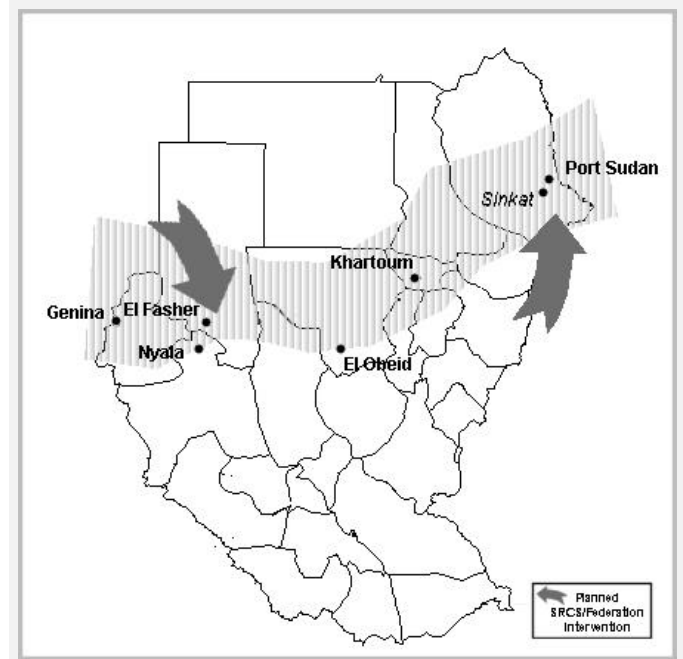 Port Sudan
Sinkat
Khartoum
Genina
El Fasher
Nyala
El Obeid
Planned
SRCS/Federation
Intervention